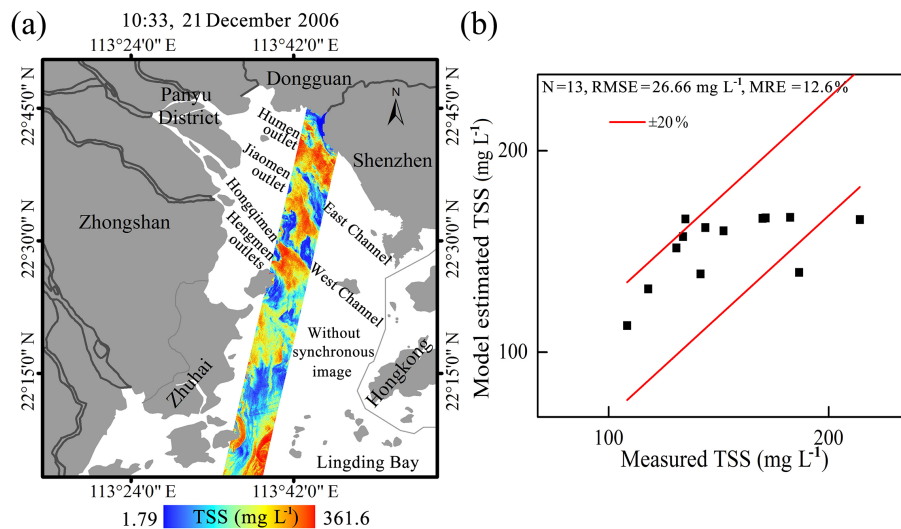 (a)
10:33, 21 December 2006
113°24'0" E
113°42'0" E
22°45'0" N
22°30'0" N
22°15'0" N
Dongguan
N
Panyu
District
Humen
outlet
Jiaomen
outlet
Shenzhen
Hongqimen
Hengmen
outlets
Zhongshan
East Channel
West Channel
Without
synchronous
image
Zhuhai
Hongkong
Lingding Bay
22°45'0" N
22°30'0" N
22°15'0" N
113°24'0" E
113°42'0" E
1.79
TSS (mg L-1)
361.6
(b)
N=13, RMSE=26.66 mg L-1, MRE =12.6%
±20%
Model estimated TSS (mg L-1)
200
100
100
200
Measured TSS (mg L-1)